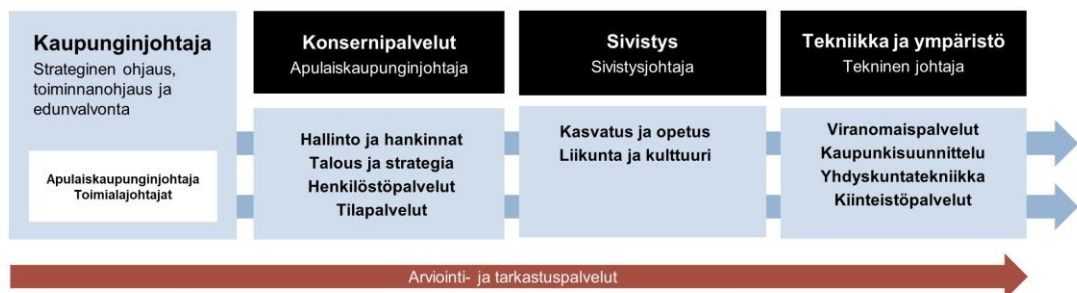 Kaupunginjohtaja
Strateginen ohjaus,
toiminnanohjaus ja
edunvalvonta
Apulaiskaupunginjohtaja
Toimialajohtajat
Konsernipalvelut
Apulaiskaupunginjohtaja
Hallinto ja hankinnat
Talous ja strategia
Henkilöstöpalvelut
Tilapalvelut
Sivistys
Sivistysjohtaja
Kasvatus ja opetus
Liikunta ja kulttuuri
Tekniikka ja ympäristö
Tekninen johtaja
Viranomaispalvelut
Kaupunkisuunnittelu
Yhdyskuntatekniikka
Kiinteistöpalvelut
Arviointi- ja tarkastuspalvelut